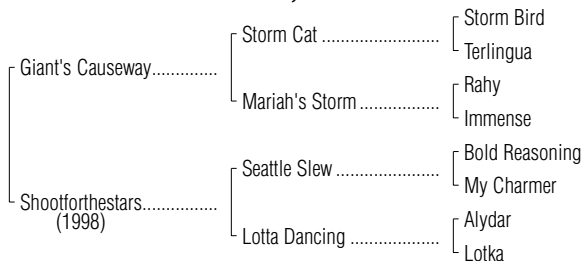 Storm Bird
Storm Cat ..............................
Terlingua
Giant's Causeway..............
Rahy
Mariah's Storm ....................
Immense
Bold Reasoning
Seattle Slew ..........................
My Charmer
Shootforthestars................
(1998)
Alydar
Lotta Dancing ......................
Lotka